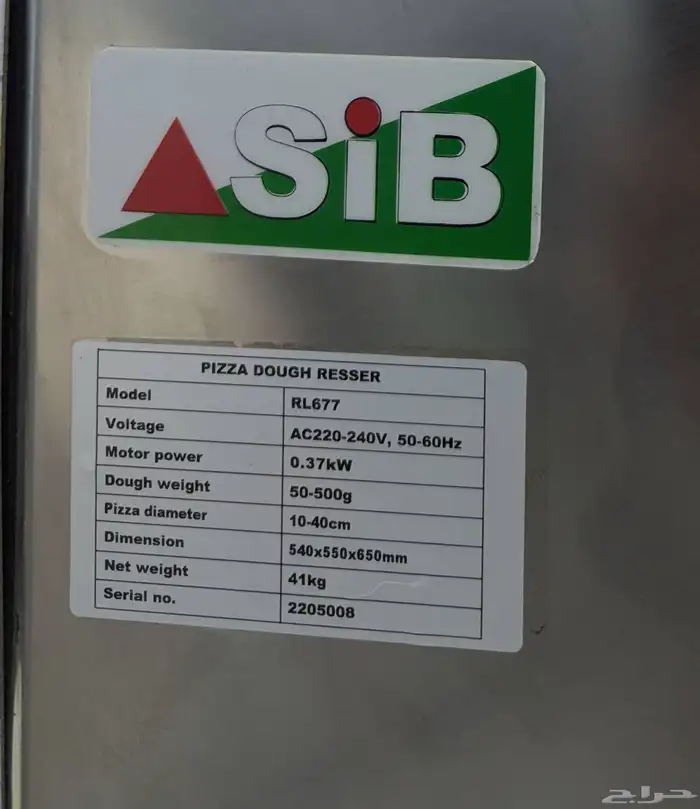 SiB
PIZZA DOUGH RESSER
Model RL677
Voltage AC220-240V, 50-60Hz
Motor power 0.37kW
Dough weight 50-500g
Pizza diameter 10-40cm
Dimension 540x550x650mm
Net weight 41kg
Serial no. 2205008
حراج